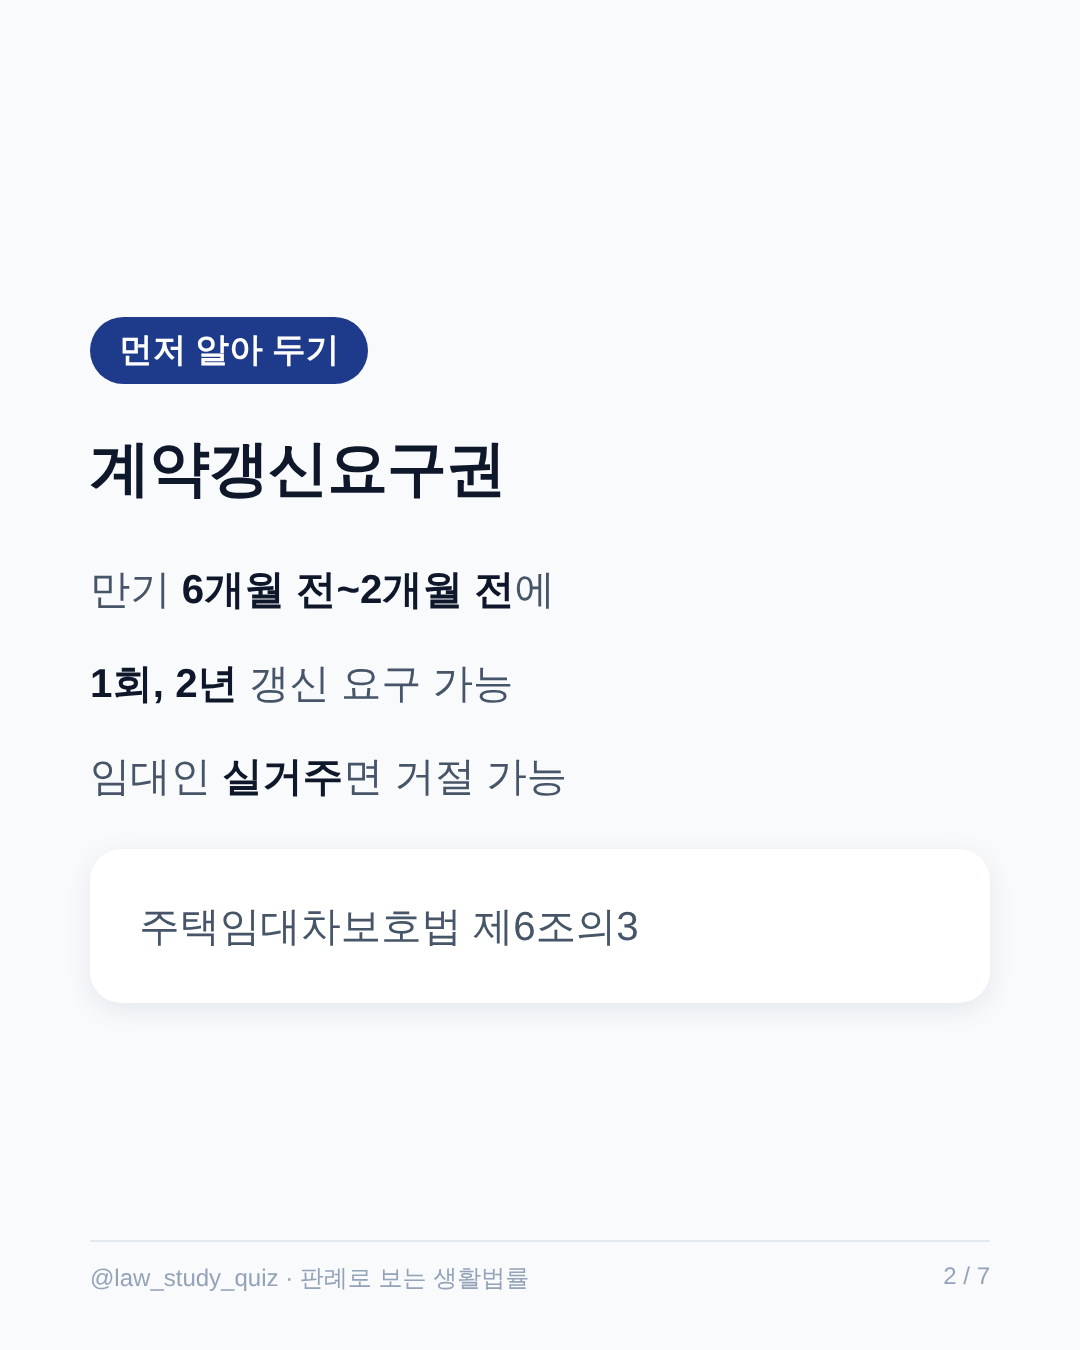 먼저 알아 두기
계약갱신요구권
만기 6개월 전~2개월 전에
1회, 2년 갱신 요구 가능
임대인 실거주면 거절 가능
주택임대차보호법 제6조의3
@law_study_quiz · 판례로 보는 생활법률
2 / 7